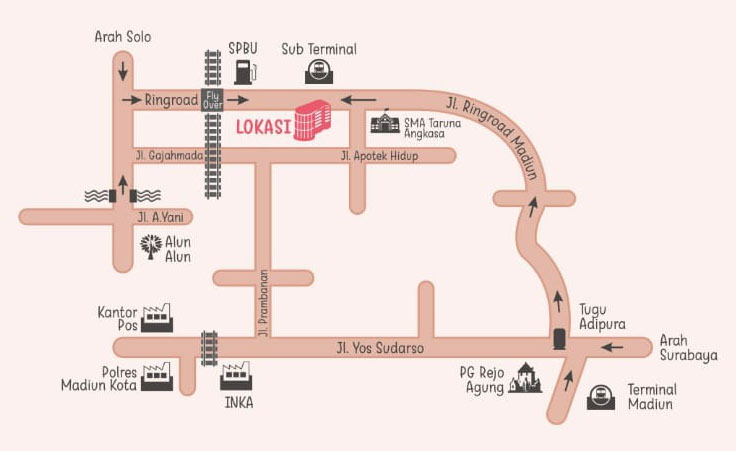 Arah Solo
SPBU
Sub Terminal
Ringroad
Fly
Over
LOKASI
SMA Taruna
Angkasa
Jl. Ringroad Madiun
Jl. Gajahmada
Jl. Apotek Hidup
Jl. A.Yani
Alun
Alun
Jl. Prambanan
Kantor
Pos
Tugu
Adipura
Jl. Yos Sudarso
Arah
Surabaya
Polres
Madiun Kota
INKA
PG Rejo
Agung
Terminal
Madiun